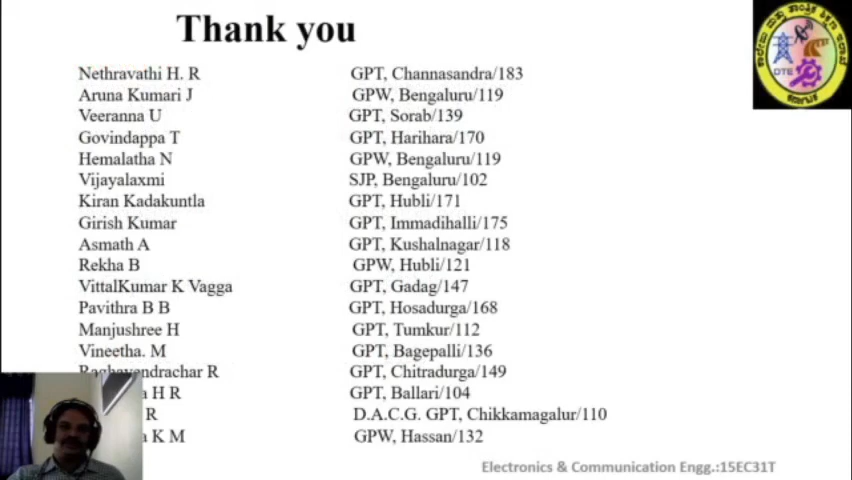 Thank you
Nethravathi H. R GPT, Channasandra/183
Aruna Kumari J GPW, Bengaluru/119
Veeranna U GPT, Sorab/139
Govindappa T GPT, Harihara/170
Hemalatha N GPW, Bengaluru/119
Vijayalaxmi SJP, Bengaluru/102
Kiran Kadakuntla GPT, Hubli/171
Girish Kumar GPT, Immadihalli/175
Asmath A GPT, Kushalnagar/118
Rekha B GPW, Hubli/121
VittalKumar K Vagga GPT, Gadag/147
Pavithra B B GPT, Hosadurga/168
Manjushree H GPT, Tumkur/112
Vineetha. M GPT, Bagepalli/136
Raghavendrachar R GPT, Chitradurga/149
a H R GPT, Ballari/104
R D.A.C.G. GPT, Chikkamagalur/110
a K M GPW, Hassan/132
Electronics & Communication Engg.:15EC31T
DTE